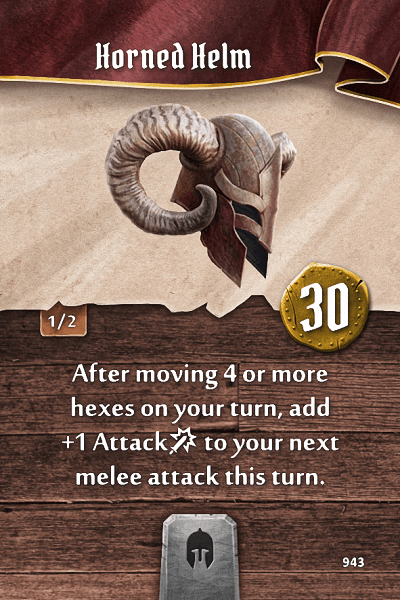 Horned Helm
30
1/2
After moving 4 or more
hexes on your turn, add
+1 Attack to your next
melee attack this turn.
943